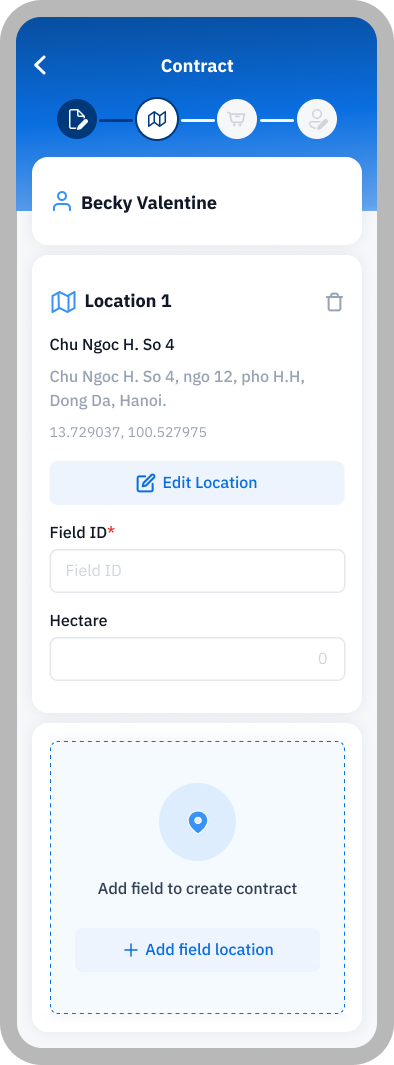 Contract
Becky Valentine
Location 1
Chu Ngoc H. So 4
Chu Ngoc H. So 4, ngo 12, pho H.H,
Dong Da, Hanoi.
13.729037, 100.527975
Edit Location
Field ID*
Field ID
Hectare
0
Add field to create contract
Add field location